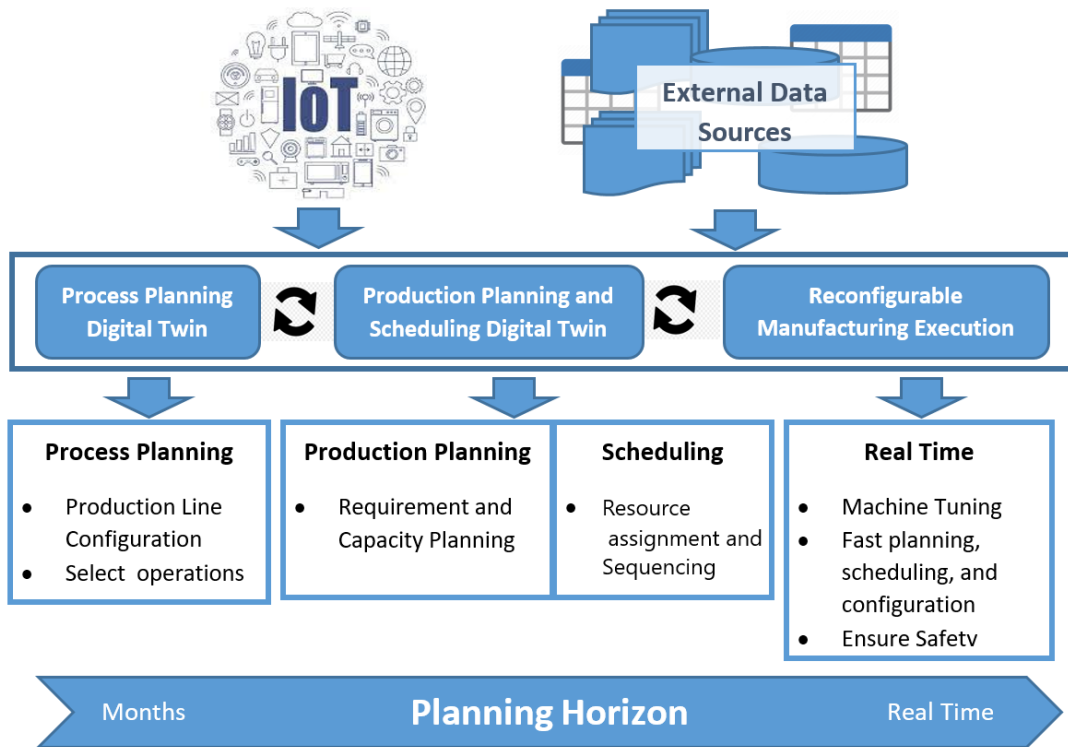 IoT
External Data
Sources
Process Planning
Digital Twin
Production Planning and
Scheduling Digital Twin
Reconfigurable
Manufacturing Execution
Process Planning
• Production Line
Configuration
• Select operations
Production Planning
• Requirement and
Capacity Planning
Scheduling
• Resource
assignment and
Sequencing
Real Time
• Machine Tuning
• Fast planning,
scheduling, and
configuration
• Ensure Safety
Months
Planning Horizon
Real Time